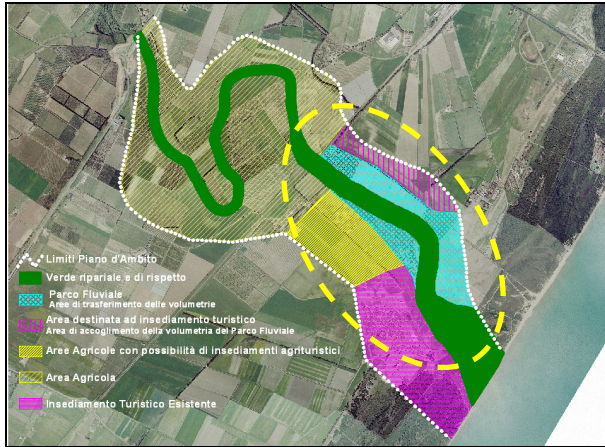 Limiti Piano d'Ambito
Verde ripariale e di rispetto
Parco Fluviale
Aree di trasferimento delle volumetrie
Area destinata ad insediamento turistico
Area di accoglimento della volumetria del Parco Fluviale
Aree Agricole con possibilità di insediamenti agrituristici
Area Agricola
Insediamento Turistico Esistente